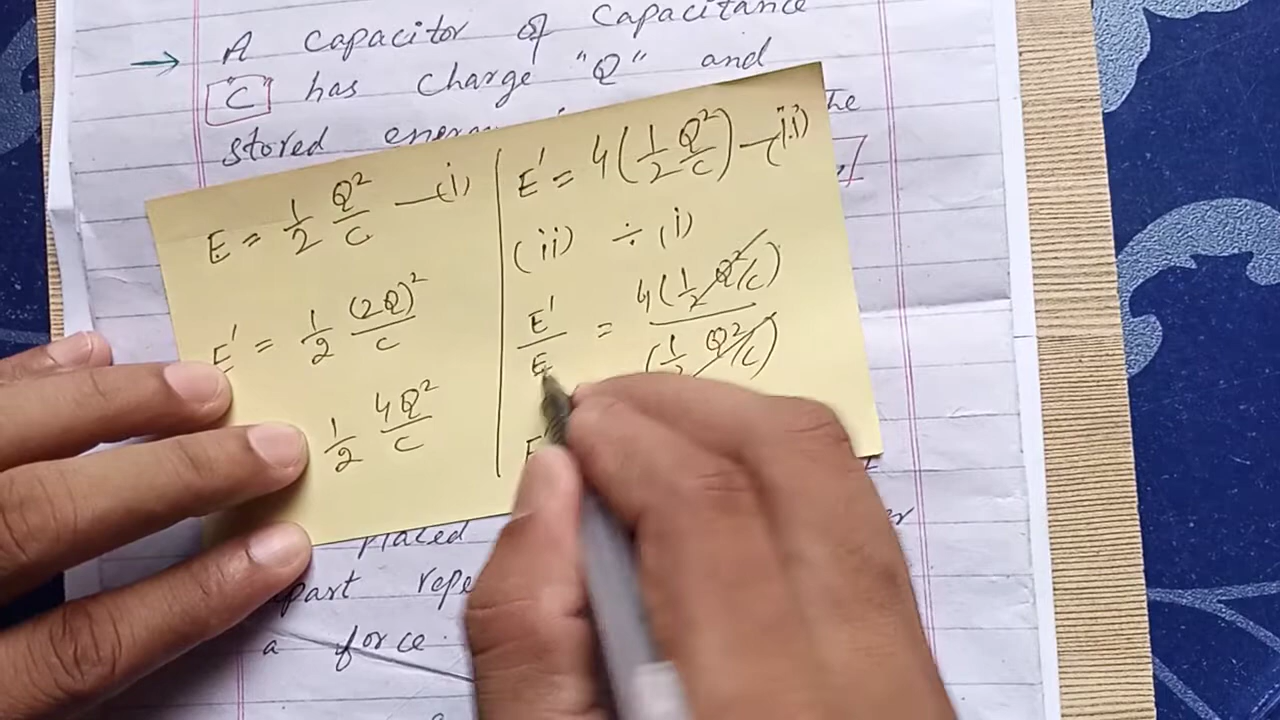 → A capacitor of capacitance
"C" has charge "Q" and
stored energy
E = 1/2 Q²/C —(i)
E' = 1/2 (2Q)²/C
1/2 4Q²/C
E' = 4(1/2 Q²/C) —(ii)
(ii) ÷ (i)
E'/E = 4(1/2 Q²/C)/(1/2 Q²/C)
E
placed
apart
a force